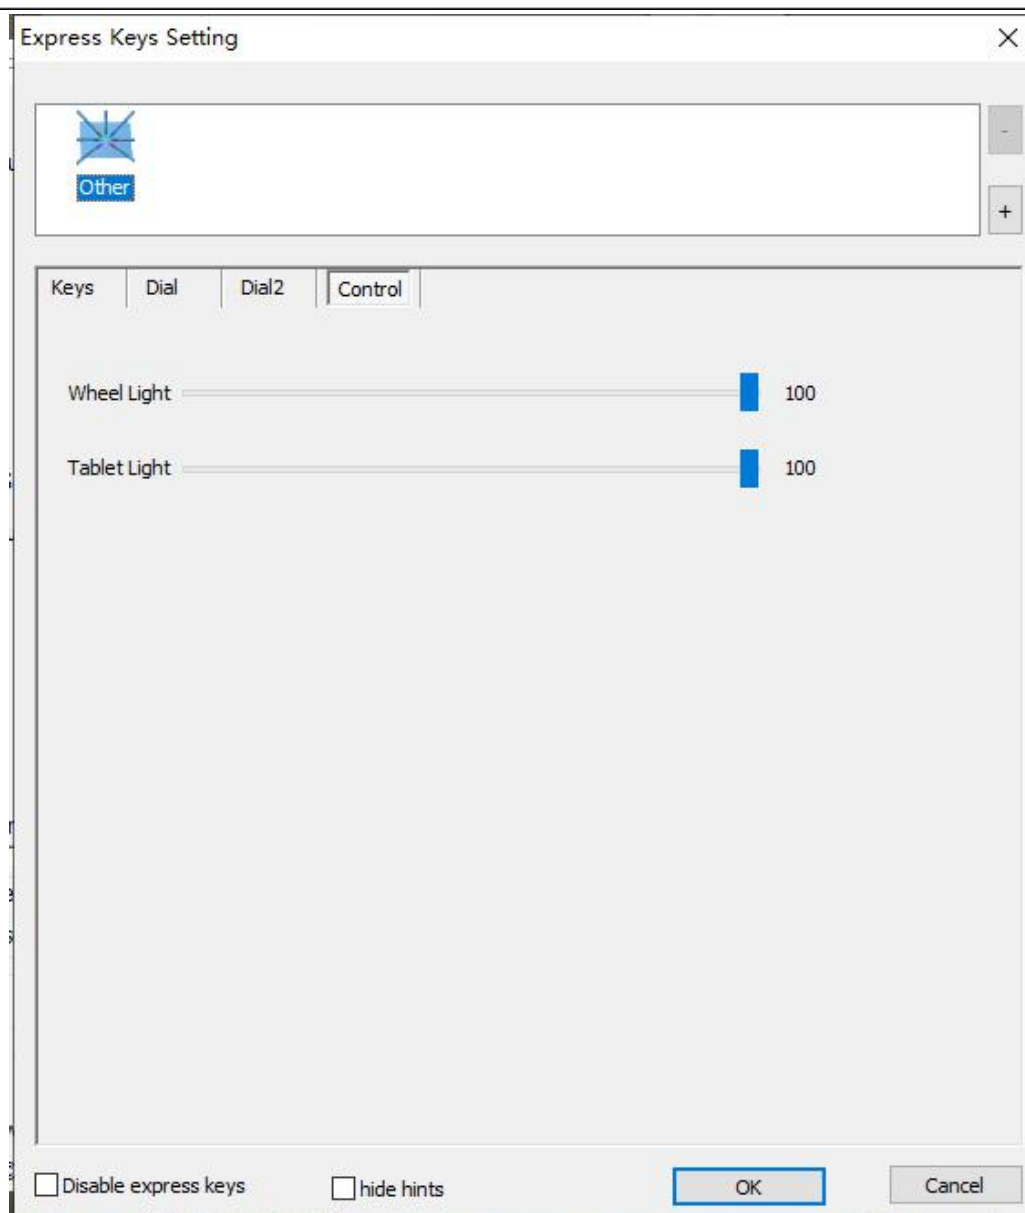 Express Keys Setting
-
Other
+
Keys Dial Dial2 Control
Wheel Light 100
Tablet Light 100
Disable express keys hide hints OK Cancel